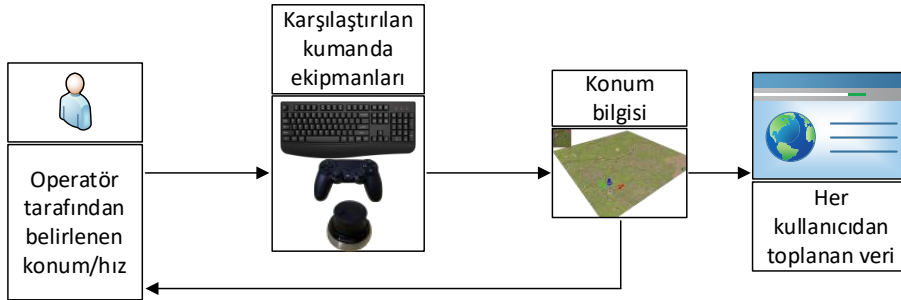 Karşılaştırılan
kumanda
ekipmanları
Operatör
tarafından
belirlenen
konum/hız
Konum
bilgisi
Her
kullanıcıdan
toplanan veri